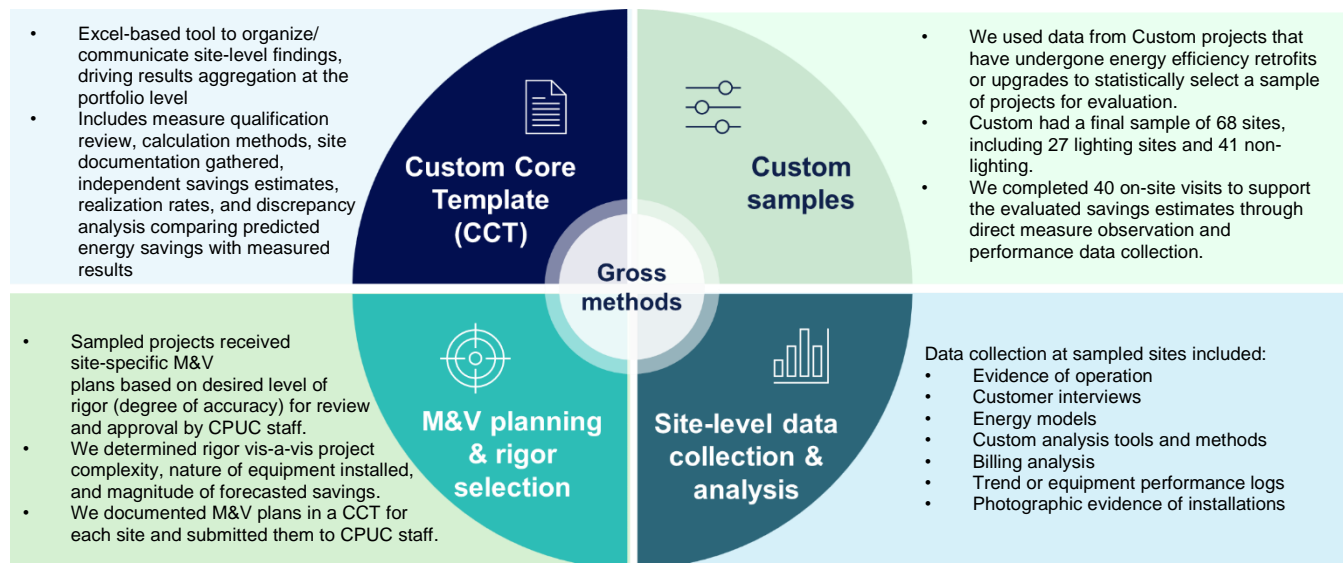 • Excel-based tool to organize/
communicate site-level findings,
driving results aggregation at the
portfolio level
• Includes measure qualification
review, calculation methods, site
documentation gathered,
independent savings estimates,
realization rates, and discrepancy
analysis comparing predicted
energy savings with measured
results
Custom Core
Template
(CCT)
Custom
samples
• We used data from Custom projects that
have undergone energy efficiency retrofits
or upgrades to statistically select a sample
of projects for evaluation.
• Custom had a final sample of 68 sites,
including 27 lighting sites and 41 non-
lighting.
• We completed 40 on-site visits to support
the evaluated savings estimates through
direct measure observation and
performance data collection.
Gross
methods
• Sampled projects received
site-specific M&V
plans based on desired level of
rigor (degree of accuracy) for review
and approval by CPUC staff.
• We determined rigor vis-a-vis project
complexity, nature of equipment installed,
and magnitude of forecasted savings.
• We documented M&V plans in a CCT for
each site and submitted them to CPUC staff.
M&V planning
& rigor
selection
Site-level data
collection &
analysis
Data collection at sampled sites included:
• Evidence of operation
• Customer interviews
• Energy models
• Custom analysis tools and methods
• Billing analysis
• Trend or equipment performance logs
• Photographic evidence of installations